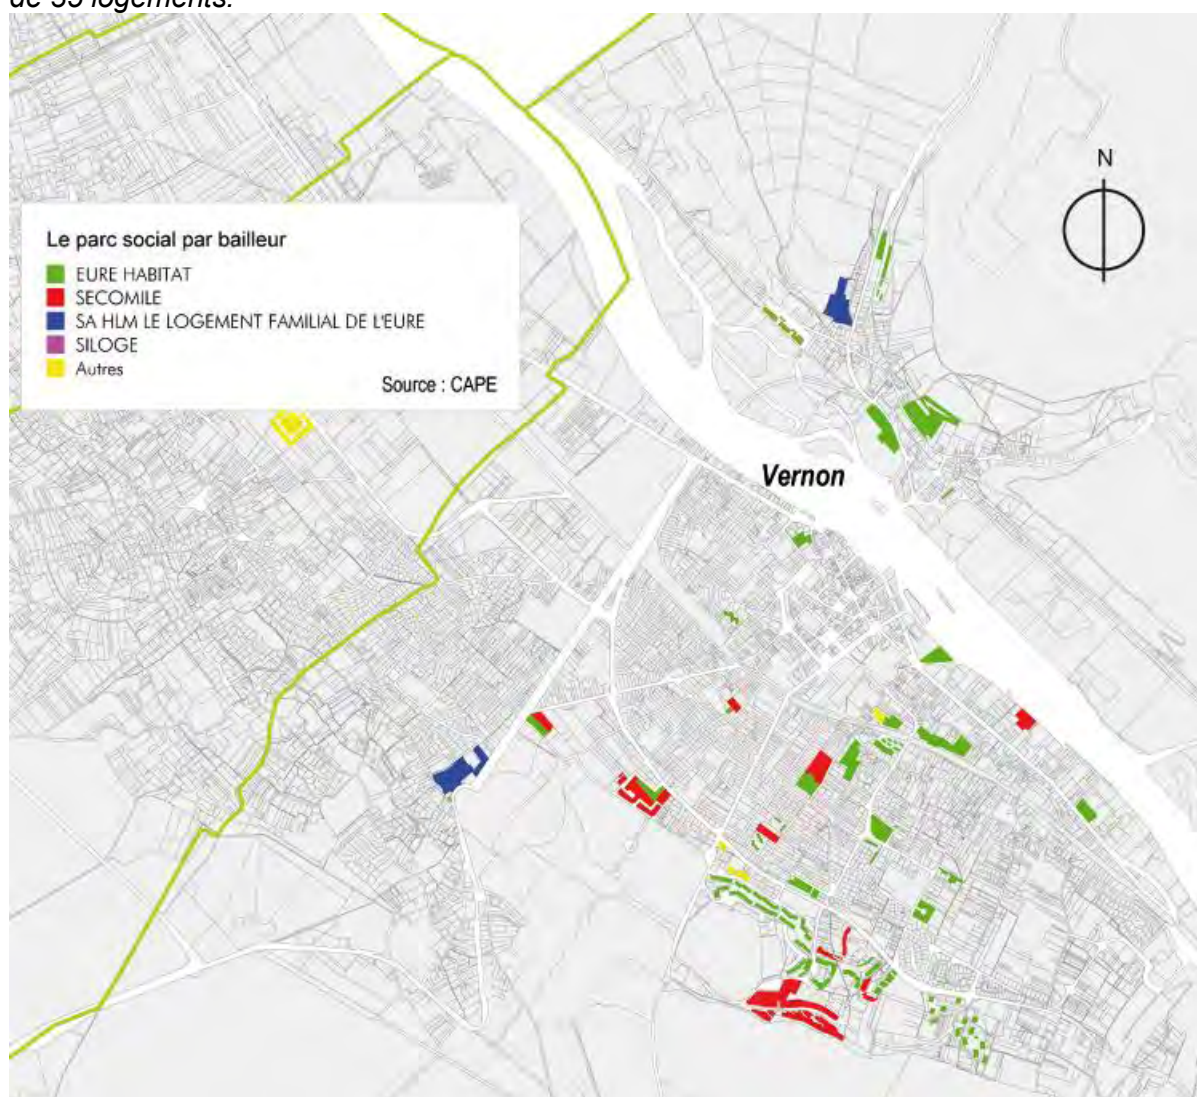 de 55 logements.
N
Le parc social par bailleur
EURE HABITAT
SECOMILE
SA HLM LE LOGEMENT FAMILIAL DE L'EURE
SILOGE
Autres
Source : CAPE
Vernon